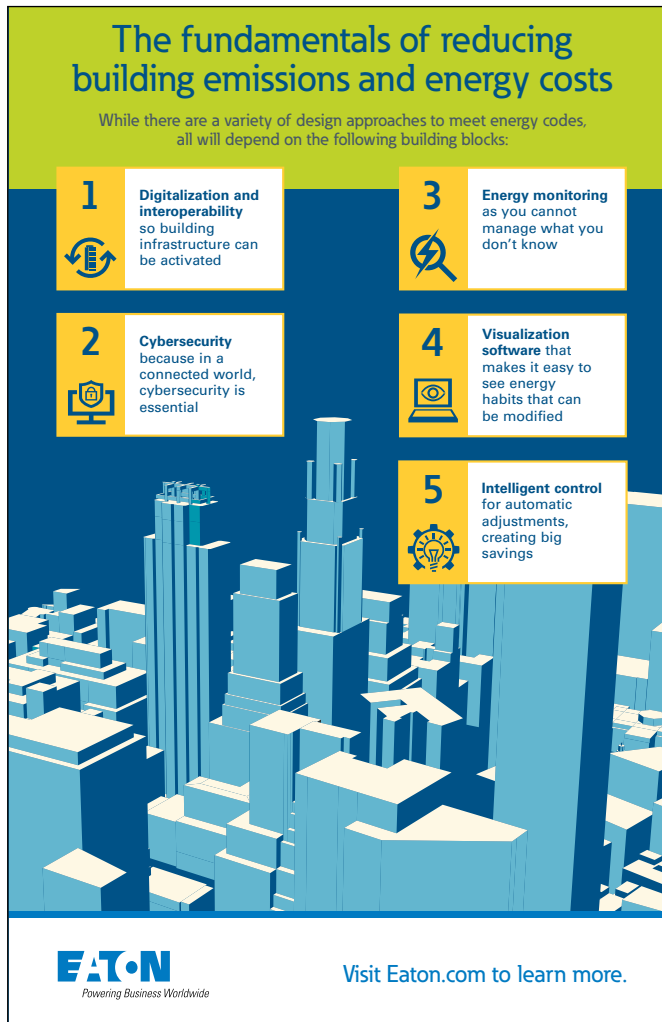 The fundamentals of reducing
building emissions and energy costs
While there are a variety of design approaches to meet energy codes,
all will depend on the following building blocks:
1
Digitalization and
interoperability
so building
infrastructure can
be activated
2
Cybersecurity
because in a
connected world,
cybersecurity is
essential
3
Energy monitoring
as you cannot
manage what you
don’t know
4
Visualization
software that
makes it easy to
see energy
habits that can
be modified
5
Intelligent control
for automatic
adjustments,
creating big
savings
EATON
Powering Business Worldwide
Visit Eaton.com to learn more.